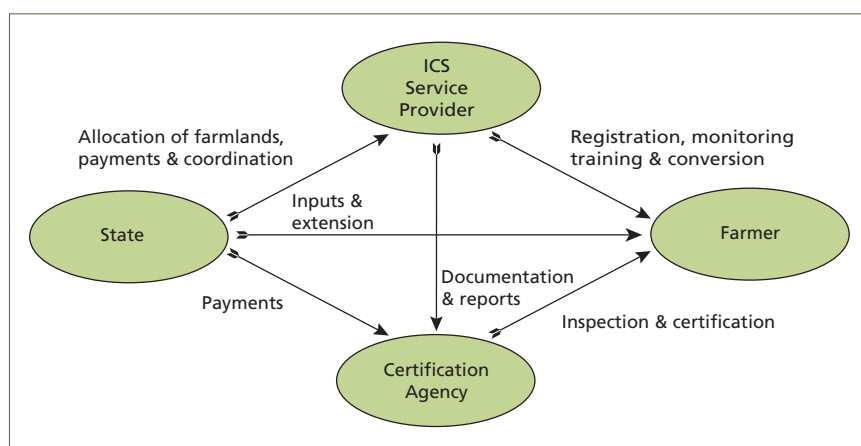 ICS
Service
Provider
Allocation of farmlands,
payments & coordination
Registration, monitoring
training & conversion
Inputs &
extension
State
Farmer
Documentation
& reports
Payments
Inspection & certification
Certification
Agency